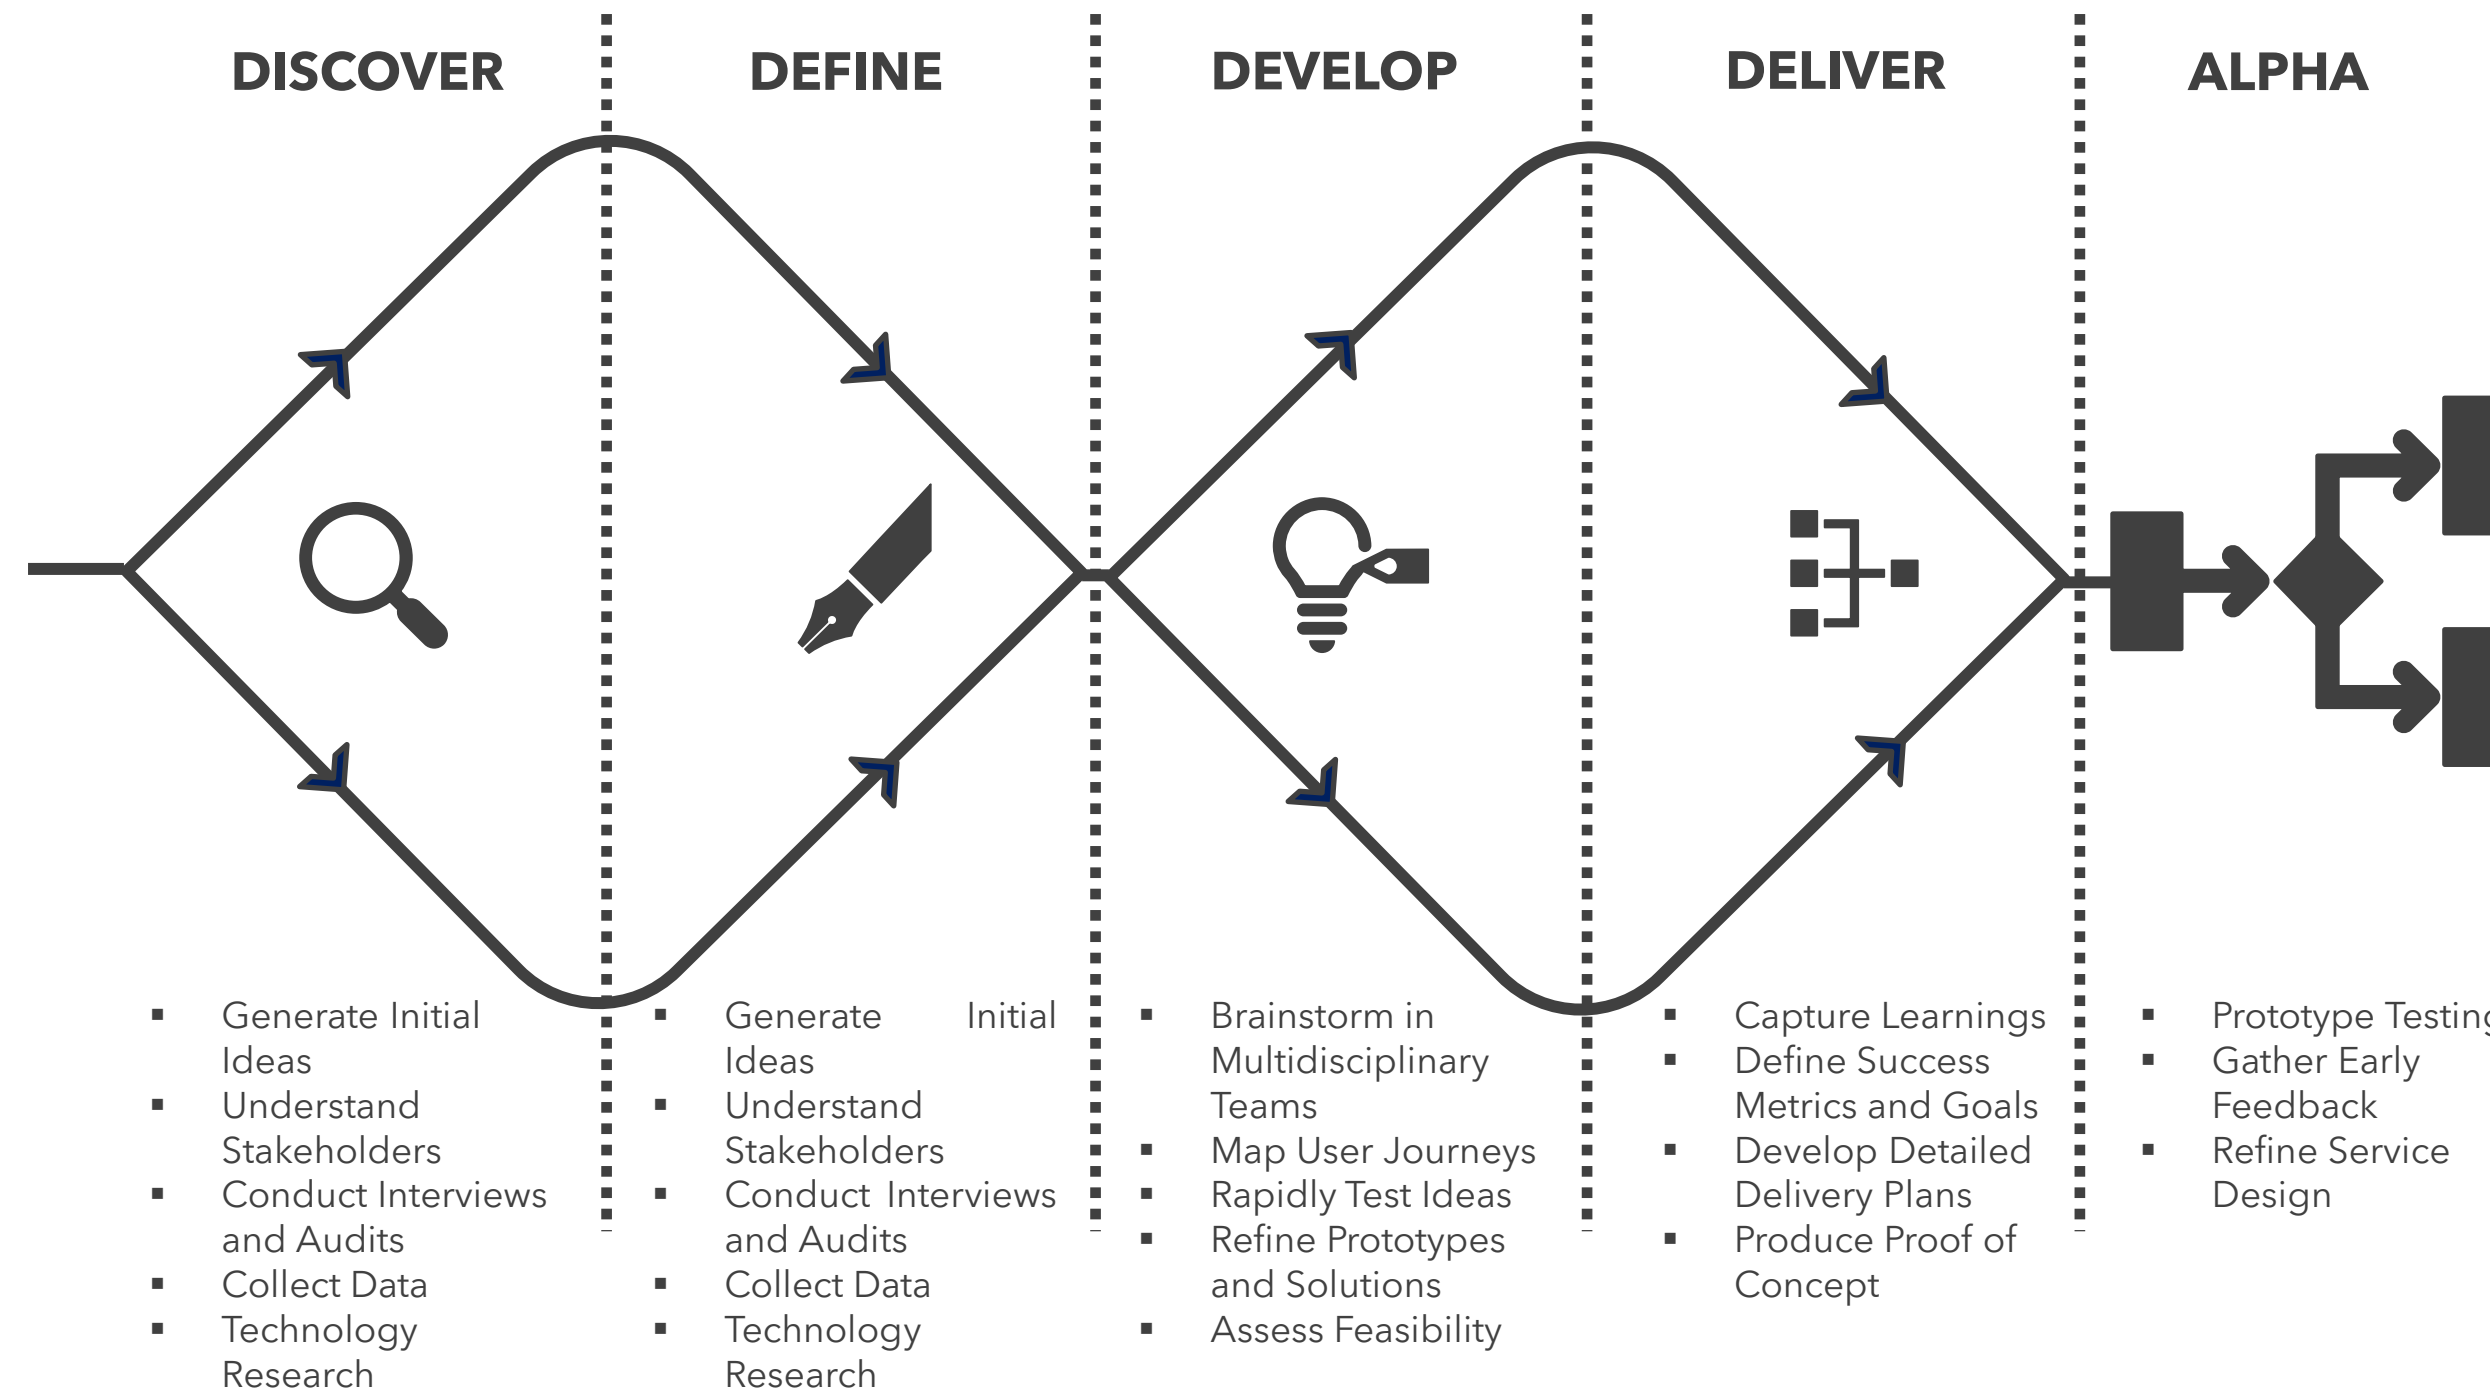 DISCOVER
DEFINE
DEVELOP
DELIVER
ALPHA
▪ Generate Initial
Ideas
▪ Understand
Stakeholders
▪ Conduct Interviews
and Audits
▪ Collect Data
▪ Technology
Research
▪ Generate Initial
Ideas
▪ Understand
Stakeholders
▪ Conduct Interviews
and Audits
▪ Collect Data
▪ Technology
Research
▪ Brainstorm in
Multidisciplinary
Teams
▪ Map User Journeys
▪ Rapidly Test Ideas
▪ Refine Prototypes
and Solutions
▪ Assess Feasibility
▪ Capture Learnings
▪ Define Success
Metrics and Goals
▪ Develop Detailed
Delivery Plans
▪ Produce Proof of
Concept
▪ Prototype Testing
▪ Gather Early
Feedback
▪ Refine Service
Design